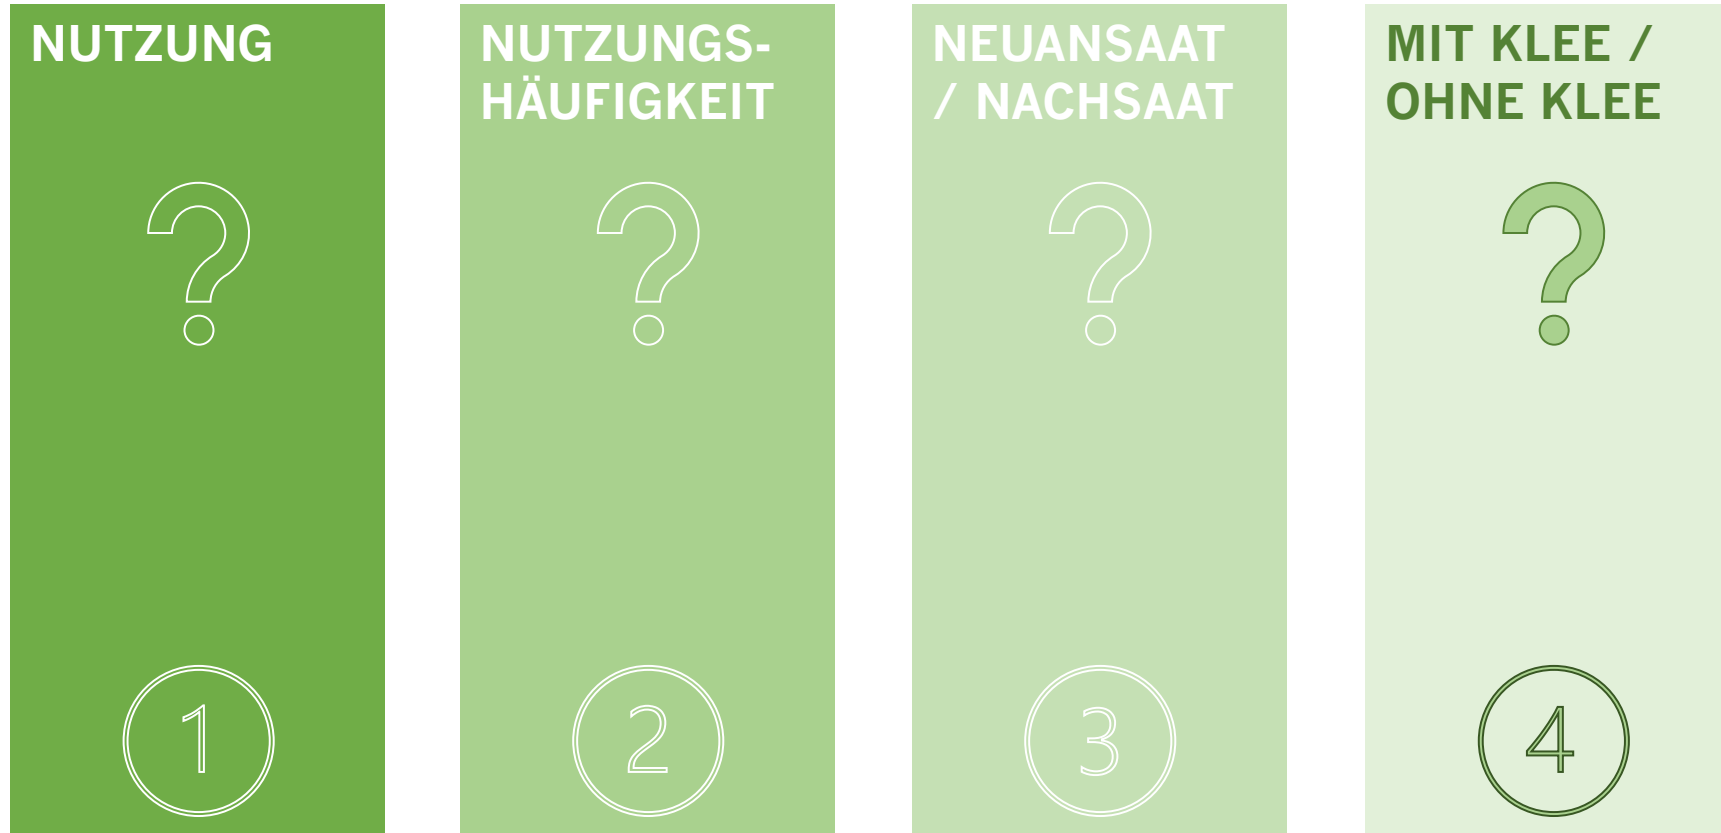 NUTZUNG
?
1
NUTZUNGS-
HÄUFIGKEIT
?
2
NEUANSAAT
/ NACHSAAT
?
3
MIT KLEE /
OHNE KLEE
?
4